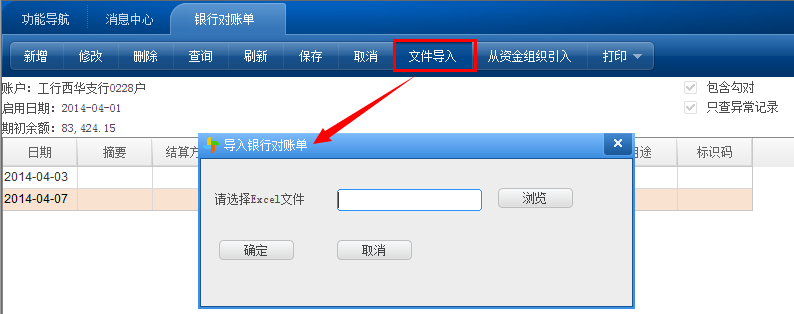 功能导航 消息中心 银行对账单
新增 修改 删除 查询 刷新 保存 取消 文件导入 从资金组织引入 打印
账户: 工行西华支行0228户 包含勾对
启用日期: 2014-04-01 只查异常记录
期初余额: 83,424.15
日期 摘要 结算方 途 标识码
2014-04-03
2014-04-07
导入银行对账单
请选择Excel文件 浏览
确定 取消